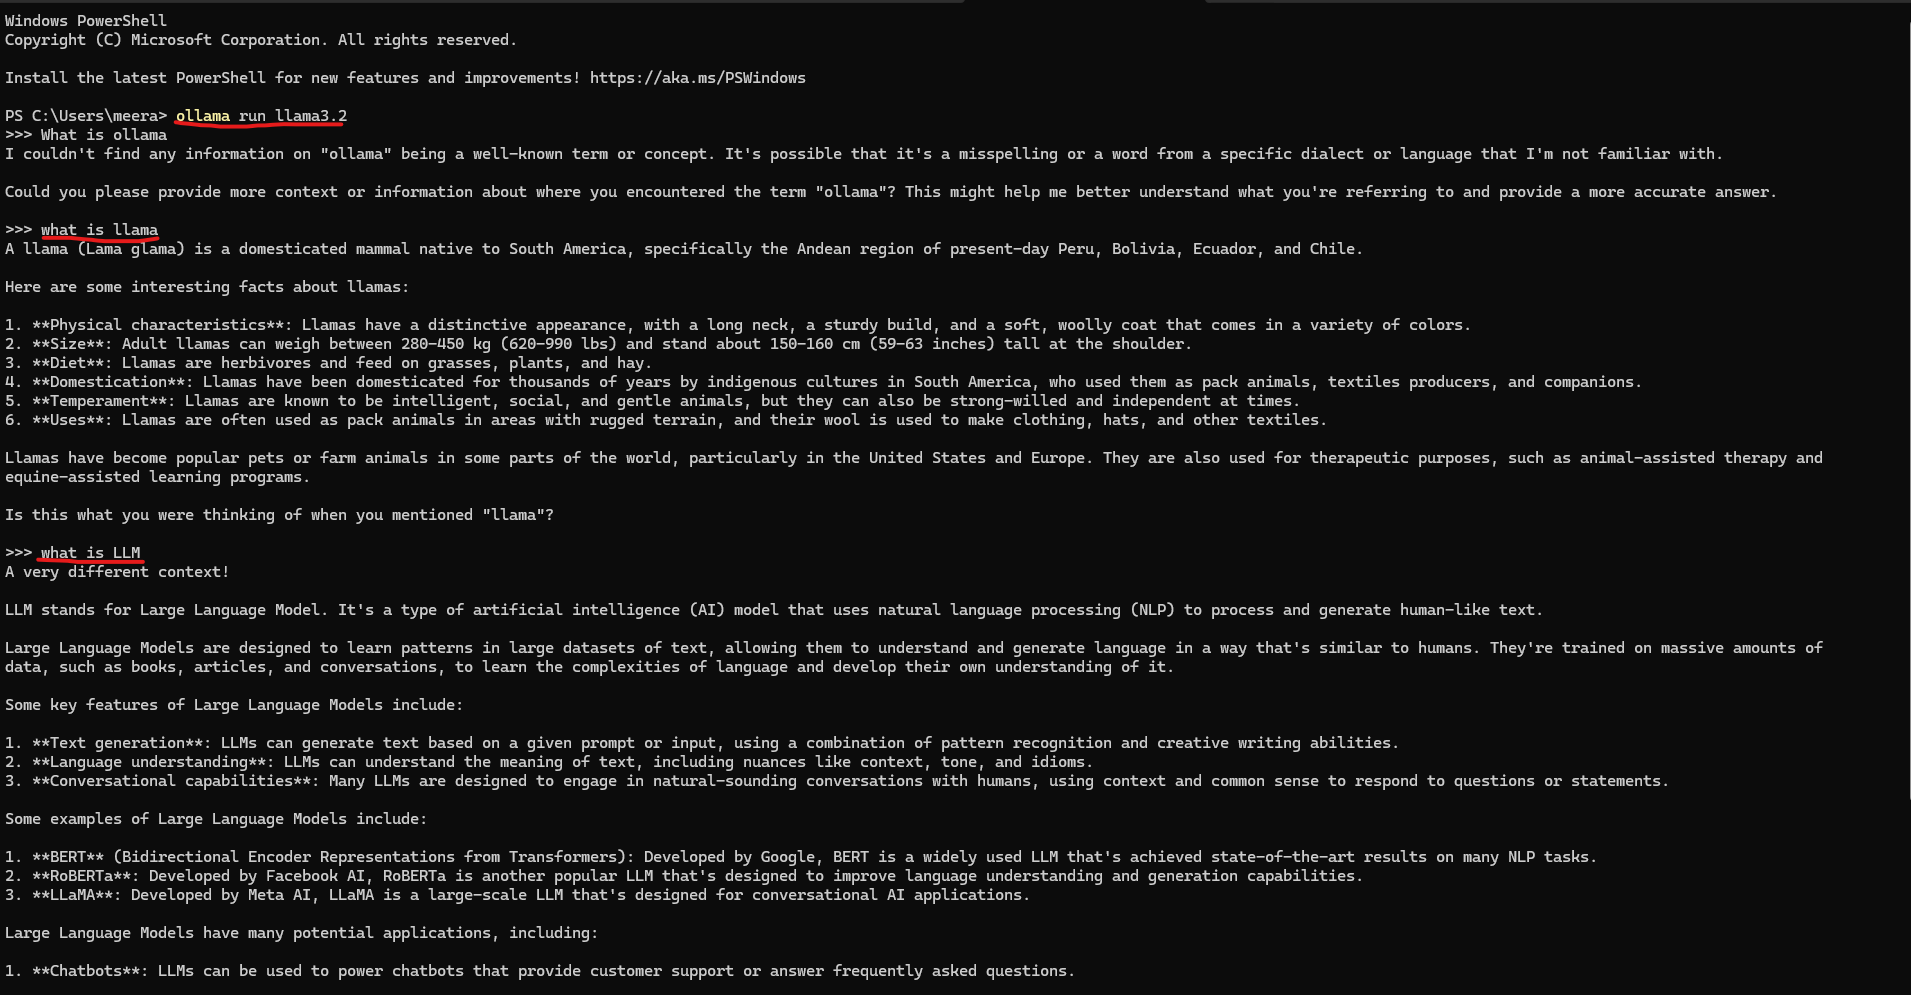 Windows PowerShell
Copyright (C) Microsoft Corporation. All rights reserved.
Install the latest PowerShell for new features and improvements! https://aka.ms/PSWindows
PS C:\Users\meera> ollama run llama3.2
>>> What is ollama
I couldn't find any information on "ollama" being a well-known term or concept. It's possible that it's a misspelling or a word from a specific dialect or language that I'm not familiar with.
Could you please provide more context or information about where you encountered the term "ollama"? This might help me better understand what you're referring to and provide a more accurate answer.
>>> what is llama
A llama (Lama glama) is a domesticated mammal native to South America, specifically the Andean region of present-day Peru, Bolivia, Ecuador, and Chile.
Here are some interesting facts about llamas:
1. **Physical characteristics**: Llamas have a distinctive appearance, with a long neck, a sturdy build, and a soft, woolly coat that comes in a variety of colors.
2. **Size**: Adult llamas can weigh between 280-450 kg (620-990 lbs) and stand about 150-160 cm (59-63 inches) tall at the shoulder.
3. **Diet**: Llamas are herbivores and feed on grasses, plants, and hay.
4. **Domestication**: Llamas have been domesticated for thousands of years by indigenous cultures in South America, who used them as pack animals, textiles producers, and companions.
5. **Temperament**: Llamas are known to be intelligent, social, and gentle animals, but they can also be strong-willed and independent at times.
6. **Uses**: Llamas are often used as pack animals in areas with rugged terrain, and their wool is used to make clothing, hats, and other textiles.
Llamas have become popular pets or farm animals in some parts of the world, particularly in the United States and Europe. They are also used for therapeutic purposes, such as animal-assisted therapy and
equine-assisted learning programs.
Is this what you were thinking of when you mentioned "llama"?
>>> what is LLM
A very different context!
LLM stands for Large Language Model. It's a type of artificial intelligence (AI) model that uses natural language processing (NLP) to process and generate human-like text.
Large Language Models are designed to learn patterns in large datasets of text, allowing them to understand and generate language in a way that's similar to humans. They're trained on massive amounts of
data, such as books, articles, and conversations, to learn the complexities of language and develop their own understanding of it.
Some key features of Large Language Models include:
1. **Text generation**: LLMs can generate text based on a given prompt or input, using a combination of pattern recognition and creative writing abilities.
2. **Language understanding**: LLMs can understand the meaning of text, including nuances like context, tone, and idioms.
3. **Conversational capabilities**: Many LLMs are designed to engage in natural-sounding conversations with humans, using context and common sense to respond to questions or statements.
Some examples of Large Language Models include:
1. **BERT** (Bidirectional Encoder Representations from Transformers): Developed by Google, BERT is a widely used LLM that's achieved state-of-the-art results on many NLP tasks.
2. **RoBERTa**: Developed by Facebook AI, RoBERTa is another popular LLM that's designed to improve language understanding and generation capabilities.
3. **LLaMA**: Developed by Meta AI, LLaMA is a large-scale LLM that's designed for conversational AI applications.
Large Language Models have many potential applications, including:
1. **Chatbots**: LLMs can be used to power chatbots that provide customer support or answer frequently asked questions.